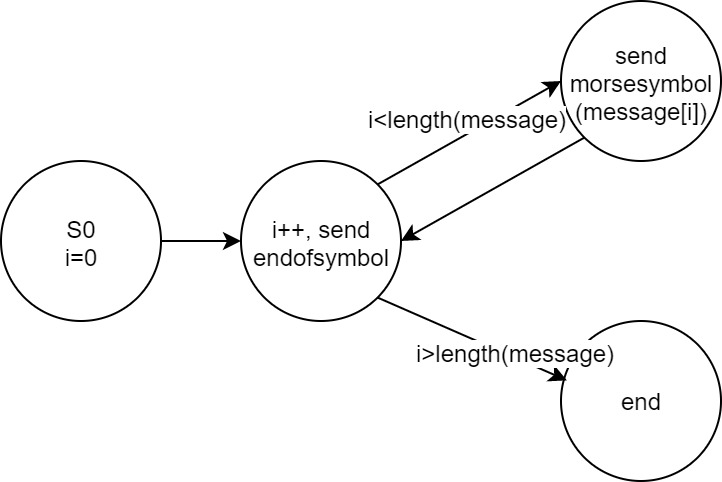 S0
i=0
i++, send
endofsymbol
i<length(message)
send
morsesymbol
(message[i])
i>length(message)
end